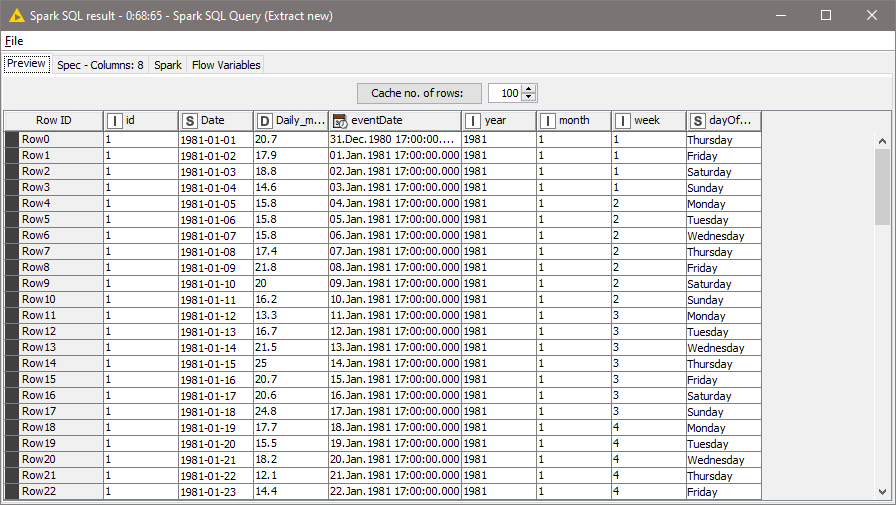 Spark SQL result - 0:68:65 - Spark SQL Query (Extract new)
File
Preview Spec - Columns: 8 Spark Flow Variables
Cache no. of rows: 100
Row ID I id S Date D Daily_m... eventDate I year I month I week S dayOf...
Row0 1 1981-01-01 20.7 31.Dec.1980 17:00:00.... 1981 1 1 Thursday
Row1 1 1981-01-02 17.9 01.Jan.1981 17:00:00.000 1981 1 1 Friday
Row2 1 1981-01-03 18.8 02.Jan.1981 17:00:00.000 1981 1 1 Saturday
Row3 1 1981-01-04 14.6 03.Jan.1981 17:00:00.000 1981 1 1 Sunday
Row4 1 1981-01-05 15.8 04.Jan.1981 17:00:00.000 1981 1 2 Monday
Row5 1 1981-01-06 15.8 05.Jan.1981 17:00:00.000 1981 1 2 Tuesday
Row6 1 1981-01-07 15.8 06.Jan.1981 17:00:00.000 1981 1 2 Wednesday
Row7 1 1981-01-08 17.4 07.Jan.1981 17:00:00.000 1981 1 2 Thursday
Row8 1 1981-01-09 21.8 08.Jan.1981 17:00:00.000 1981 1 2 Friday
Row9 1 1981-01-10 20 09.Jan.1981 17:00:00.000 1981 1 2 Saturday
Row10 1 1981-01-11 16.2 10.Jan.1981 17:00:00.000 1981 1 2 Sunday
Row11 1 1981-01-12 13.3 11.Jan.1981 17:00:00.000 1981 1 3 Monday
Row12 1 1981-01-13 16.7 12.Jan.1981 17:00:00.000 1981 1 3 Tuesday
Row13 1 1981-01-14 21.5 13.Jan.1981 17:00:00.000 1981 1 3 Wednesday
Row14 1 1981-01-15 25 14.Jan.1981 17:00:00.000 1981 1 3 Thursday
Row15 1 1981-01-16 20.7 15.Jan.1981 17:00:00.000 1981 1 3 Friday
Row16 1 1981-01-17 20.6 16.Jan.1981 17:00:00.000 1981 1 3 Saturday
Row17 1 1981-01-18 24.8 17.Jan.1981 17:00:00.000 1981 1 3 Sunday
Row18 1 1981-01-19 17.7 18.Jan.1981 17:00:00.000 1981 1 4 Monday
Row19 1 1981-01-20 15.5 19.Jan.1981 17:00:00.000 1981 1 4 Tuesday
Row20 1 1981-01-21 18.2 20.Jan.1981 17:00:00.000 1981 1 4 Wednesday
Row21 1 1981-01-22 12.1 21.Jan.1981 17:00:00.000 1981 1 4 Thursday
Row22 1 1981-01-23 14.4 22.Jan.1981 17:00:00.000 1981 1 4 Friday